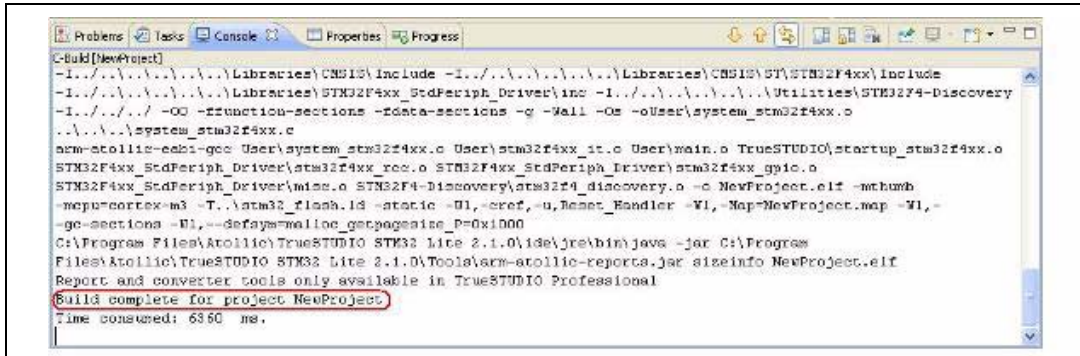 Problems Tasks Console Properties Progress
C-Build [NewProject]
-I../..\..\..\..\..\Libraries\CMSIS\Include -I../..\..\..\..\..\Libraries\CMSIS\ST\STM32F4xx\Include
-I../..\..\..\..\..\Libraries\STM32F4xx_StdPeriph_Driver\inc -I../..\..\..\..\..\Utilities\STM32F4-Discovery
-I../../../ -O0 -ffunction-sections -fdata-sections -g -Wall -Os -oUser\system_stm32f4xx.o
..\..\..\system_stm32f4xx.c
arm-atollic-eabi-gcc User\system_stm32f4xx.o User\stm32f4xx_it.o User\main.o TrueSTUDIO\startup_stm32f4xx.o
STM32F4xx_StdPeriph_Driver\stm32f4xx_rcc.o STM32F4xx_StdPeriph_Driver\stm32f4xx_gpio.o
STM32F4xx_StdPeriph_Driver\misc.o STM32F4-Discovery\stm32f4_discovery.o -o NewProject.elf -mthumb
-mcpu=cortex-m3 -T..\stm32_flash.ld -static -Wl,-cref,-u,Reset_Handler -Wl,-Map=NewProject.map -Wl,-
-gc-sections -Wl,--defsym=malloc_getpagesize_P=0x1000
C:\Program Files\Atollic\TrueSTUDIO STM32 Lite 2.1.0\ide\jre\bin\java -jar C:\Program
Files\Atollic\TrueSTUDIO STM32 Lite 2.1.0\Tools\arm-atollic-reports.jar sizeinfo NewProject.elf
Report and converter tools only available in TrueSTUDIO Professional
Build complete for project NewProject
Time consumed: 6360 ms.